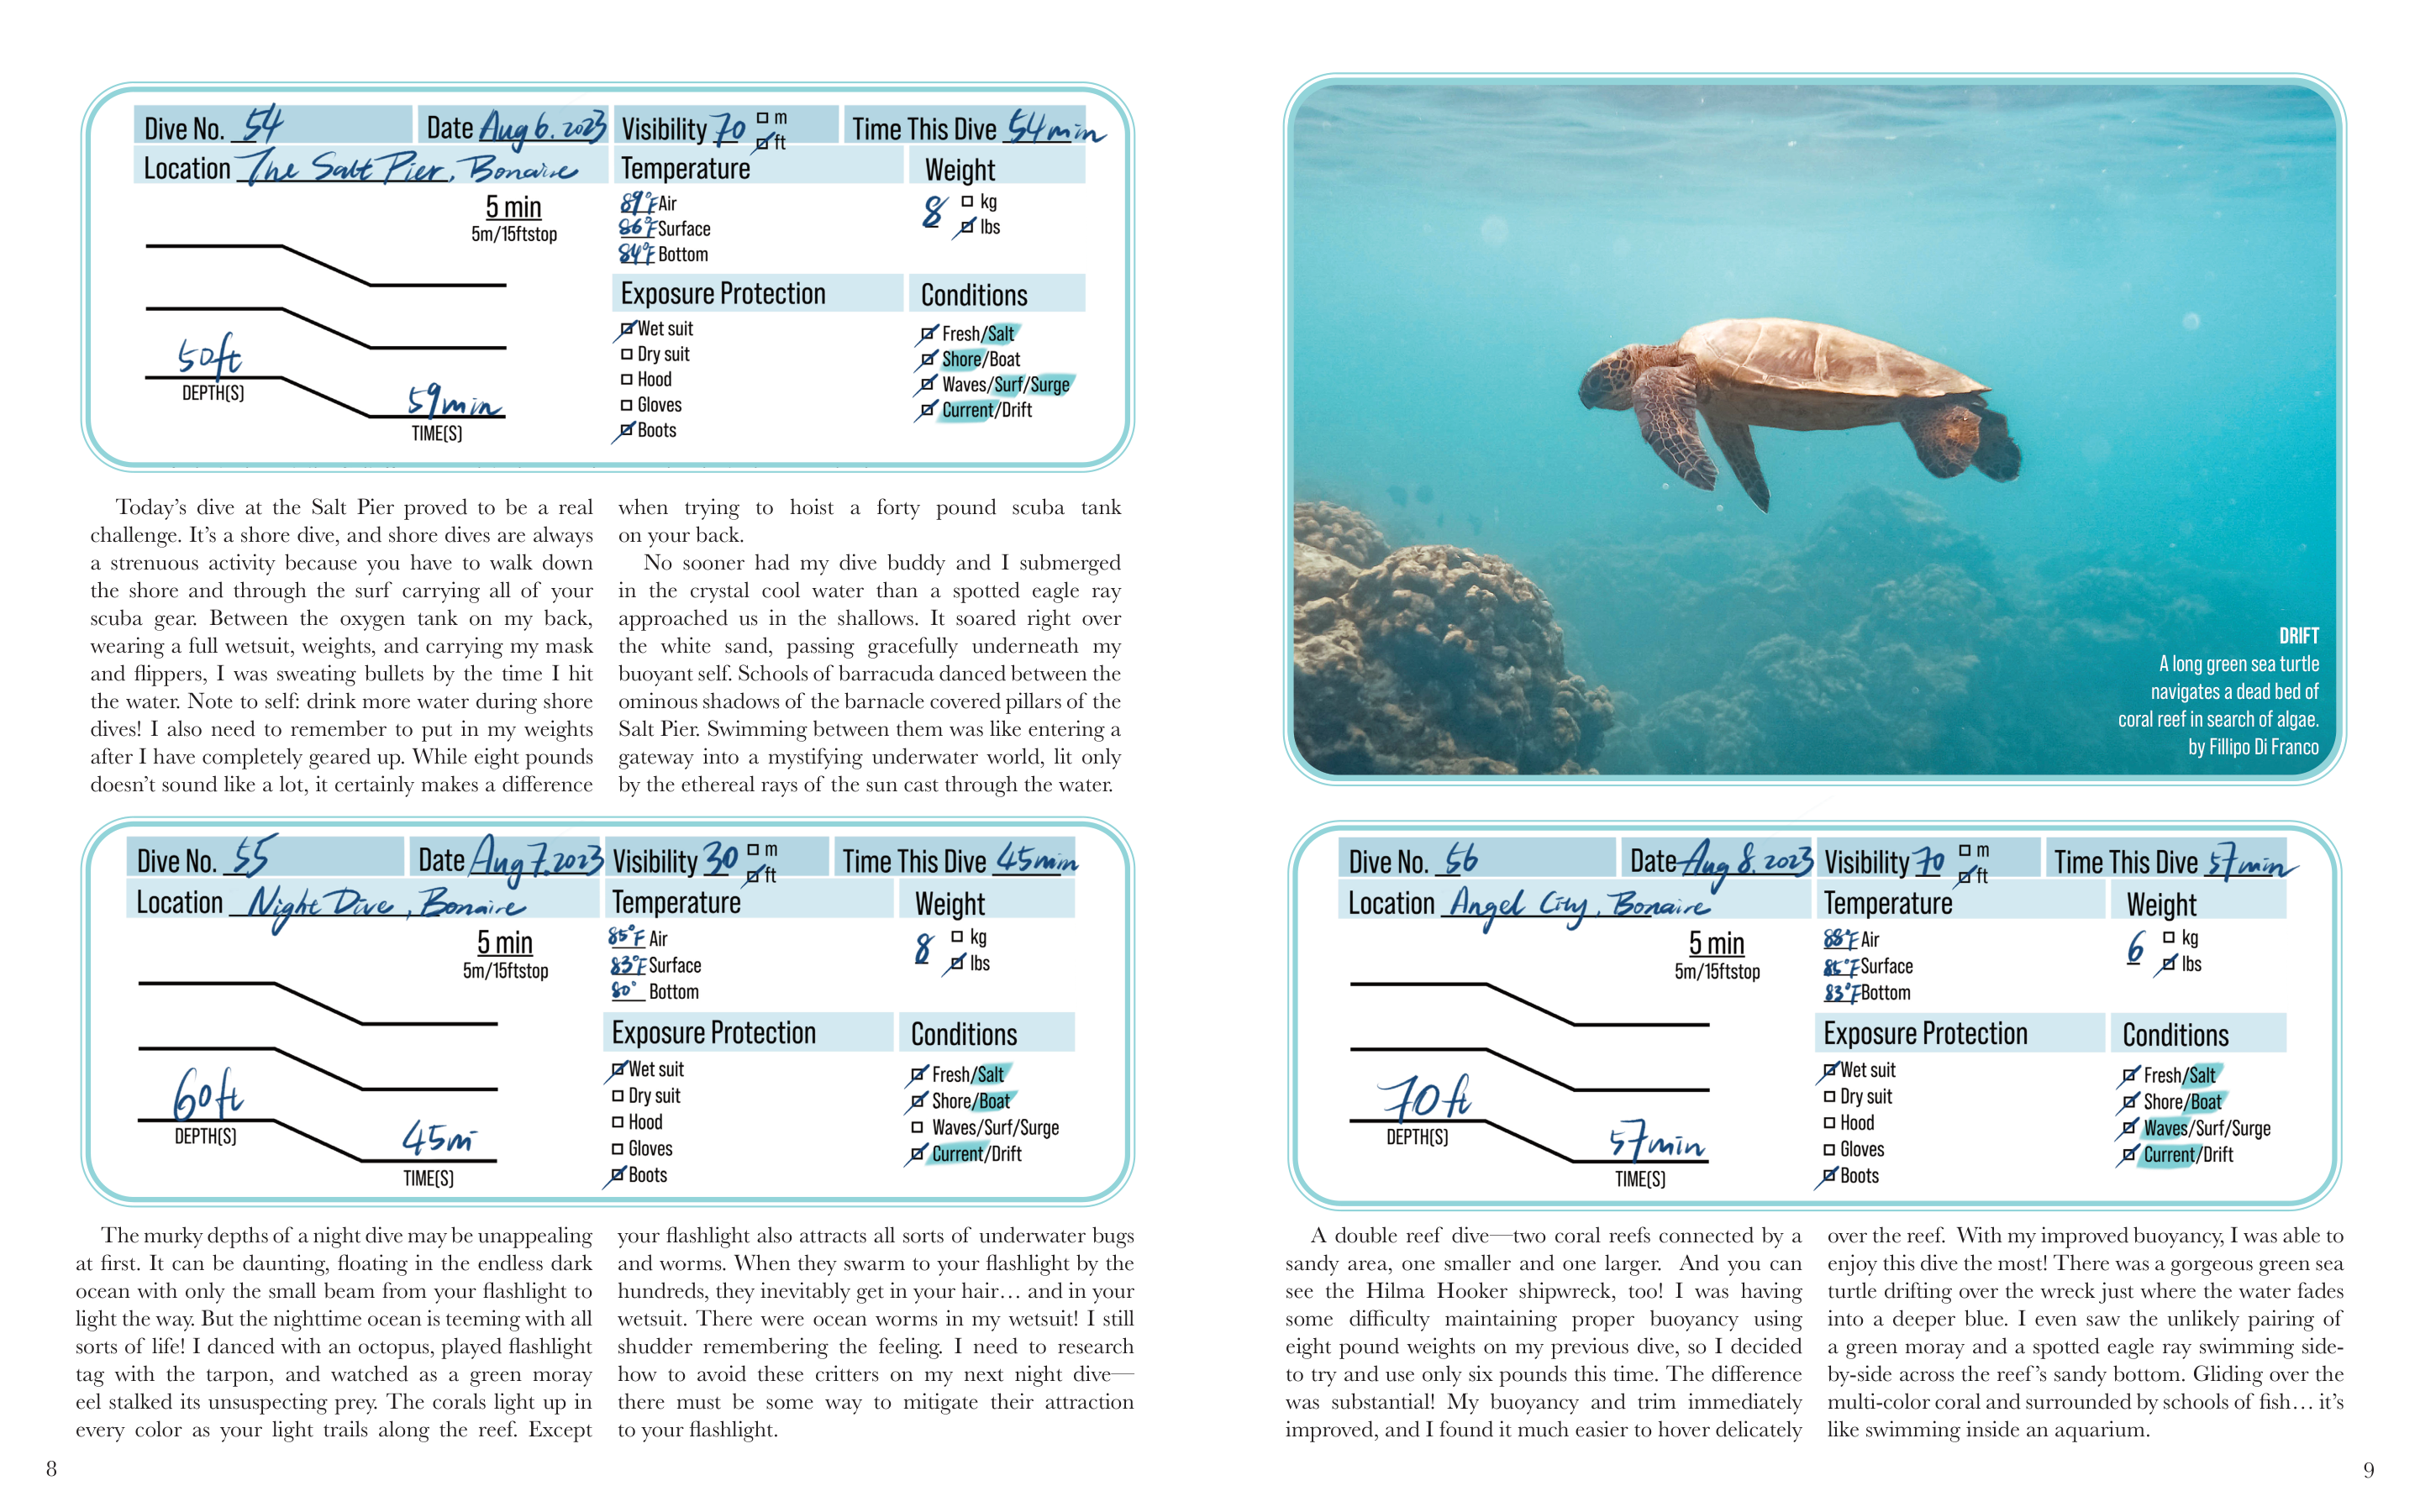 Dive No. 54
Date Aug 6. 2023
Visibility 70
m
ft
Time This Dive 54min
Location The Salt Pier, Bonaire
Temperature
Weight
5 min
5m/15ftstop
89°F Air
86°F Surface
84°F Bottom
8
kg
lbs
Exposure Protection
Conditions
Wet suit
Dry suit
Hood
Gloves
Boots
Fresh/Salt
Shore/Boat
Waves/Surf/Surge
Current/Drift
50ft
DEPTH(S)
59min
TIME(S)
Today's dive at the Salt Pier proved to be a real
challenge. It's a shore dive, and shore dives are always
a strenuous activity because you have to walk down
the shore and through the surf carrying all of your
scuba gear. Between the oxygen tank on my back,
wearing a full wetsuit, weights, and carrying my mask
and flippers, I was sweating bullets by the time I hit
the water. Note to self: drink more water during shore
dives! I also need to remember to put in my weights
after I have completely geared up. While eight pounds
doesn't sound like a lot, it certainly makes a difference
when trying to hoist a forty pound scuba tank
on your back.
No sooner had my dive buddy and I submerged
in the crystal cool water than a spotted eagle ray
approached us in the shallows. It soared right over
the white sand, passing gracefully underneath my
buoyant self. Schools of barracuda danced between the
ominous shadows of the barnacle covered pillars of the
Salt Pier. Swimming between them was like entering a
gateway into a mystifying underwater world, lit only
by the ethereal rays of the sun cast through the water.
Dive No. 55
Date Aug 7. 2023
Visibility 30
m
ft
Time This Dive 45min
Location Night Dive, Bonaire
Temperature
Weight
5 min
5m/15ftstop
85°F Air
83°F Surface
80° Bottom
8
kg
lbs
Exposure Protection
Conditions
Wet suit
Dry suit
Hood
Gloves
Boots
Fresh/Salt
Shore/Boat
Waves/Surf/Surge
Current/Drift
60ft
DEPTH(S)
45m
TIME(S)
The murky depths of a night dive may be unappealing
at first. It can be daunting, floating in the endless dark
ocean with only the small beam from your flashlight to
light the way. But the nighttime ocean is teeming with all
sorts of life! I danced with an octopus, played flashlight
tag with the tarpon, and watched as a green moray
eel stalked its unsuspecting prey. The corals light up in
every color as your light trails along the reef. Except
your flashlight also attracts all sorts of underwater bugs
and worms. When they swarm to your flashlight by the
hundreds, they inevitably get in your hair… and in your
wetsuit. There were ocean worms in my wetsuit! I still
shudder remembering the feeling. I need to research
how to avoid these critters on my next night dive—
there must be some way to mitigate their attraction
to your flashlight.
8
DRIFT
A long green sea turtle
navigates a dead bed of
coral reef in search of algae.
by Fillipo Di Franco
Dive No. 56
Date Aug 8. 2023
Visibility 70
m
ft
Time This Dive 57min
Location Angel City, Bonaire
Temperature
Weight
5 min
5m/15ftstop
88°F Air
°F Surface
83°F Bottom
6
kg
lbs
Exposure Protection
Conditions
Wet suit
Dry suit
Hood
Gloves
Boots
Fresh/Salt
Shore/Boat
Waves/Surf/Surge
Current/Drift
70ft
DEPTH(S)
57min
TIME(S)
A double reef dive—two coral reefs connected by a
sandy area, one smaller and one larger. And you can
see the Hilma Hooker shipwreck, too! I was having
some difficulty maintaining proper buoyancy using
eight pound weights on my previous dive, so I decided
to try and use only six pounds this time. The difference
was substantial! My buoyancy and trim immediately
improved, and I found it much easier to hover delicately
over the reef. With my improved buoyancy, I was able to
enjoy this dive the most! There was a gorgeous green sea
turtle drifting over the wreck just where the water fades
into a deeper blue. I even saw the unlikely pairing of
a green moray and a spotted eagle ray swimming side-
by-side across the reef's sandy bottom. Gliding over the
multi-color coral and surrounded by schools of fish… it's
like swimming inside an aquarium.
9